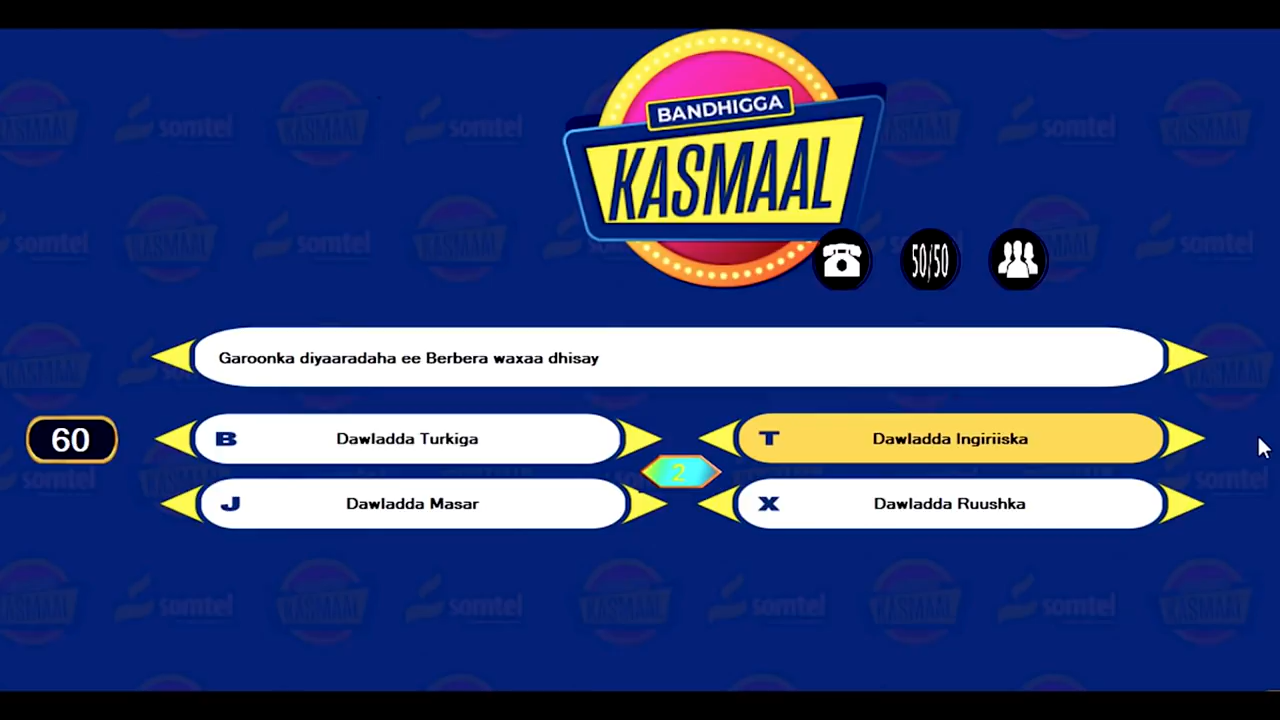 BANDHIGGA
KASMAAL
50/50
Garoonka diyaaradaha ee Berbera waxaa dhisay
60
B Dawladda Turkiga
T Dawladda Ingiriiska
2
J Dawladda Masar
X Dawladda Ruushka
somtel